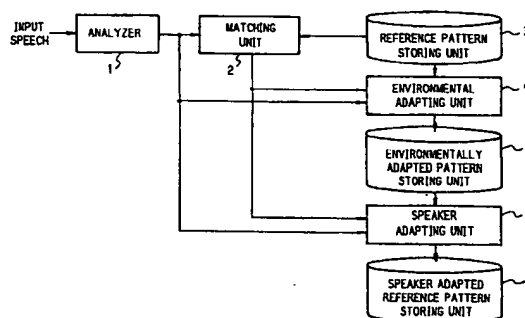 INPUT
SPEECH
ANALYZER
1
MATCHING
UNIT
2
REFERENCE PATTERN
STORING UNIT
ENVIRONMENTAL
ADAPTING UNIT
ENVIRONMENTALLY
ADAPTED PATTERN
STORING UNIT
SPEAKER
ADAPTING UNIT
SPEAKER ADAPTED
REFERENCE PATTERN
STORING UNIT